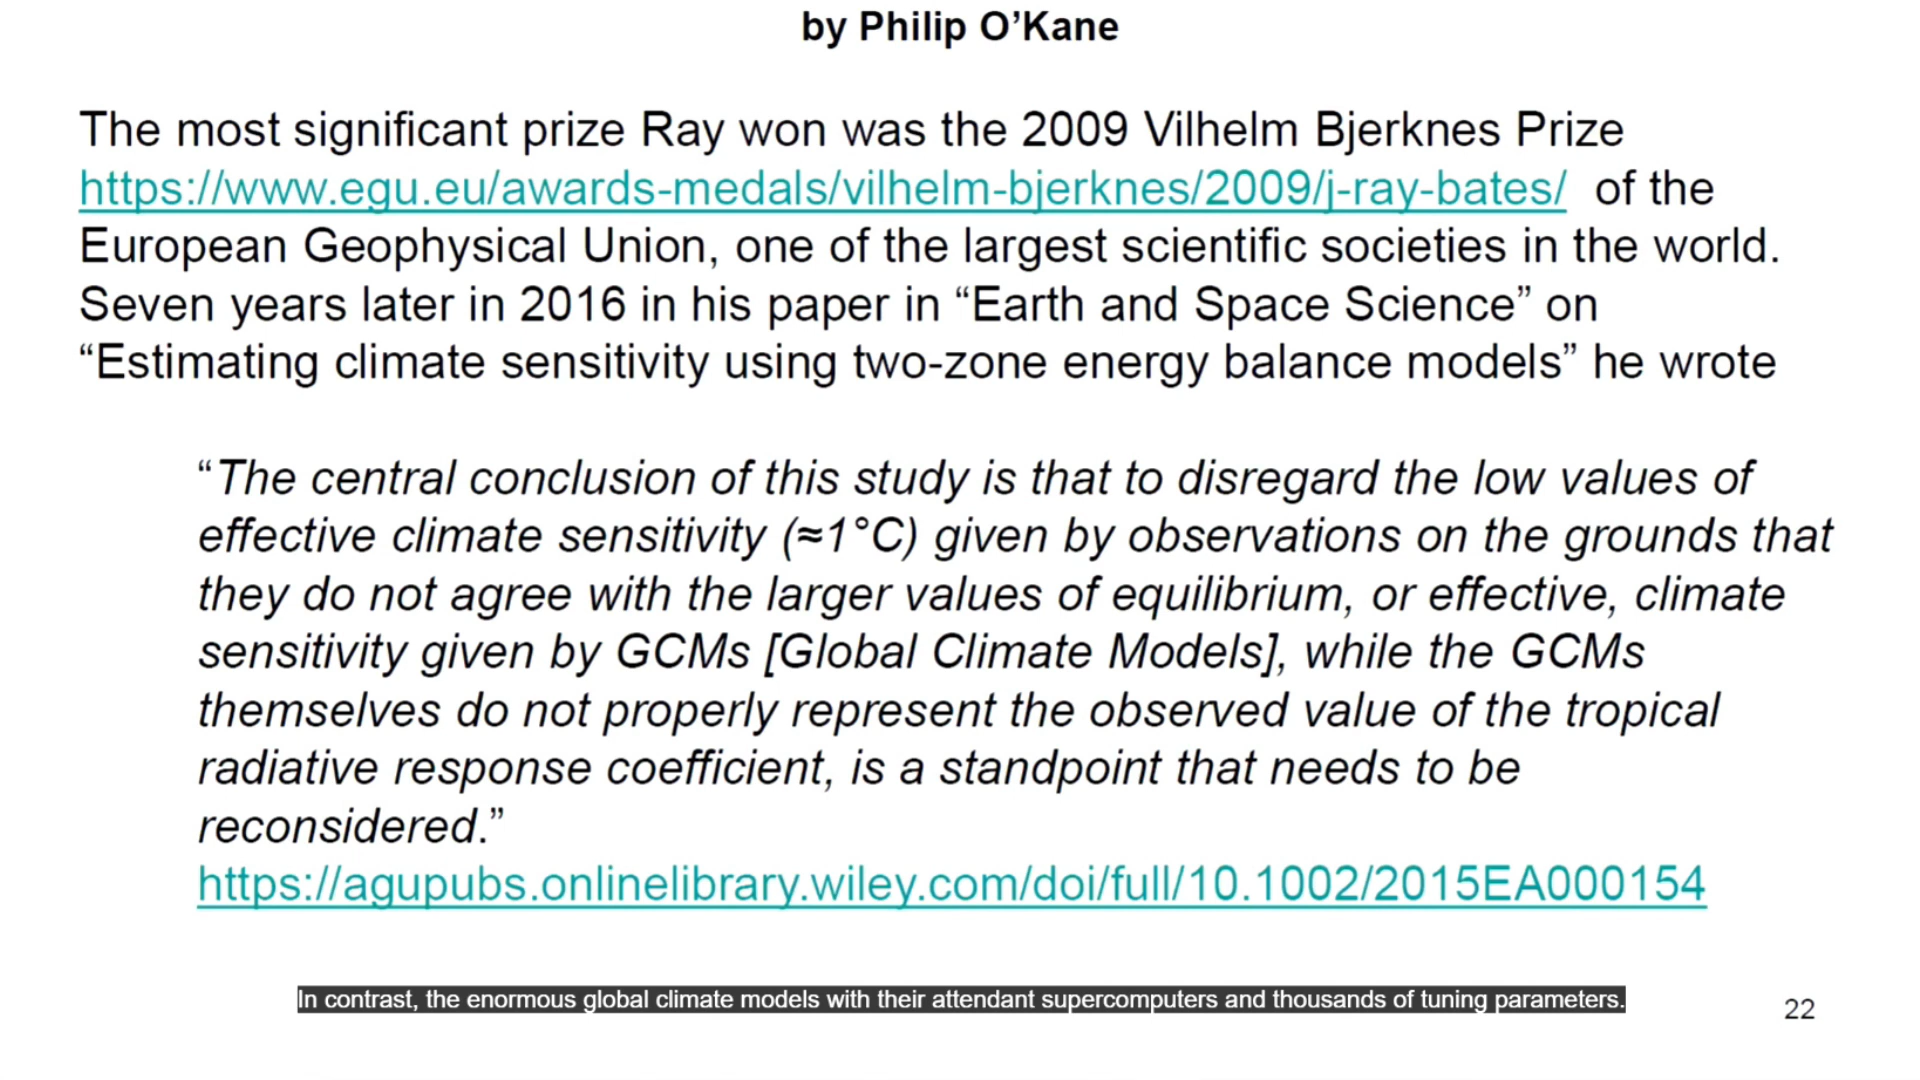 by Philip O’Kane
The most significant prize Ray won was the 2009 Vilhelm Bjerknes Prize
https://www.egu.eu/awards-medals/vilhelm-bjerknes/2009/j-ray-bates/ of the
European Geophysical Union, one of the largest scientific societies in the world.
Seven years later in 2016 in his paper in “Earth and Space Science” on
“Estimating climate sensitivity using two-zone energy balance models” he wrote
“The central conclusion of this study is that to disregard the low values of
effective climate sensitivity (≈1°C) given by observations on the grounds that
they do not agree with the larger values of equilibrium, or effective, climate
sensitivity given by GCMs [Global Climate Models], while the GCMs
themselves do not properly represent the observed value of the tropical
radiative response coefficient, is a standpoint that needs to be
reconsidered.”
https://agupubs.onlinelibrary.wiley.com/doi/full/10.1002/2015EA000154
In contrast, the enormous global climate models with their attendant supercomputers and thousands of tuning parameters.
22